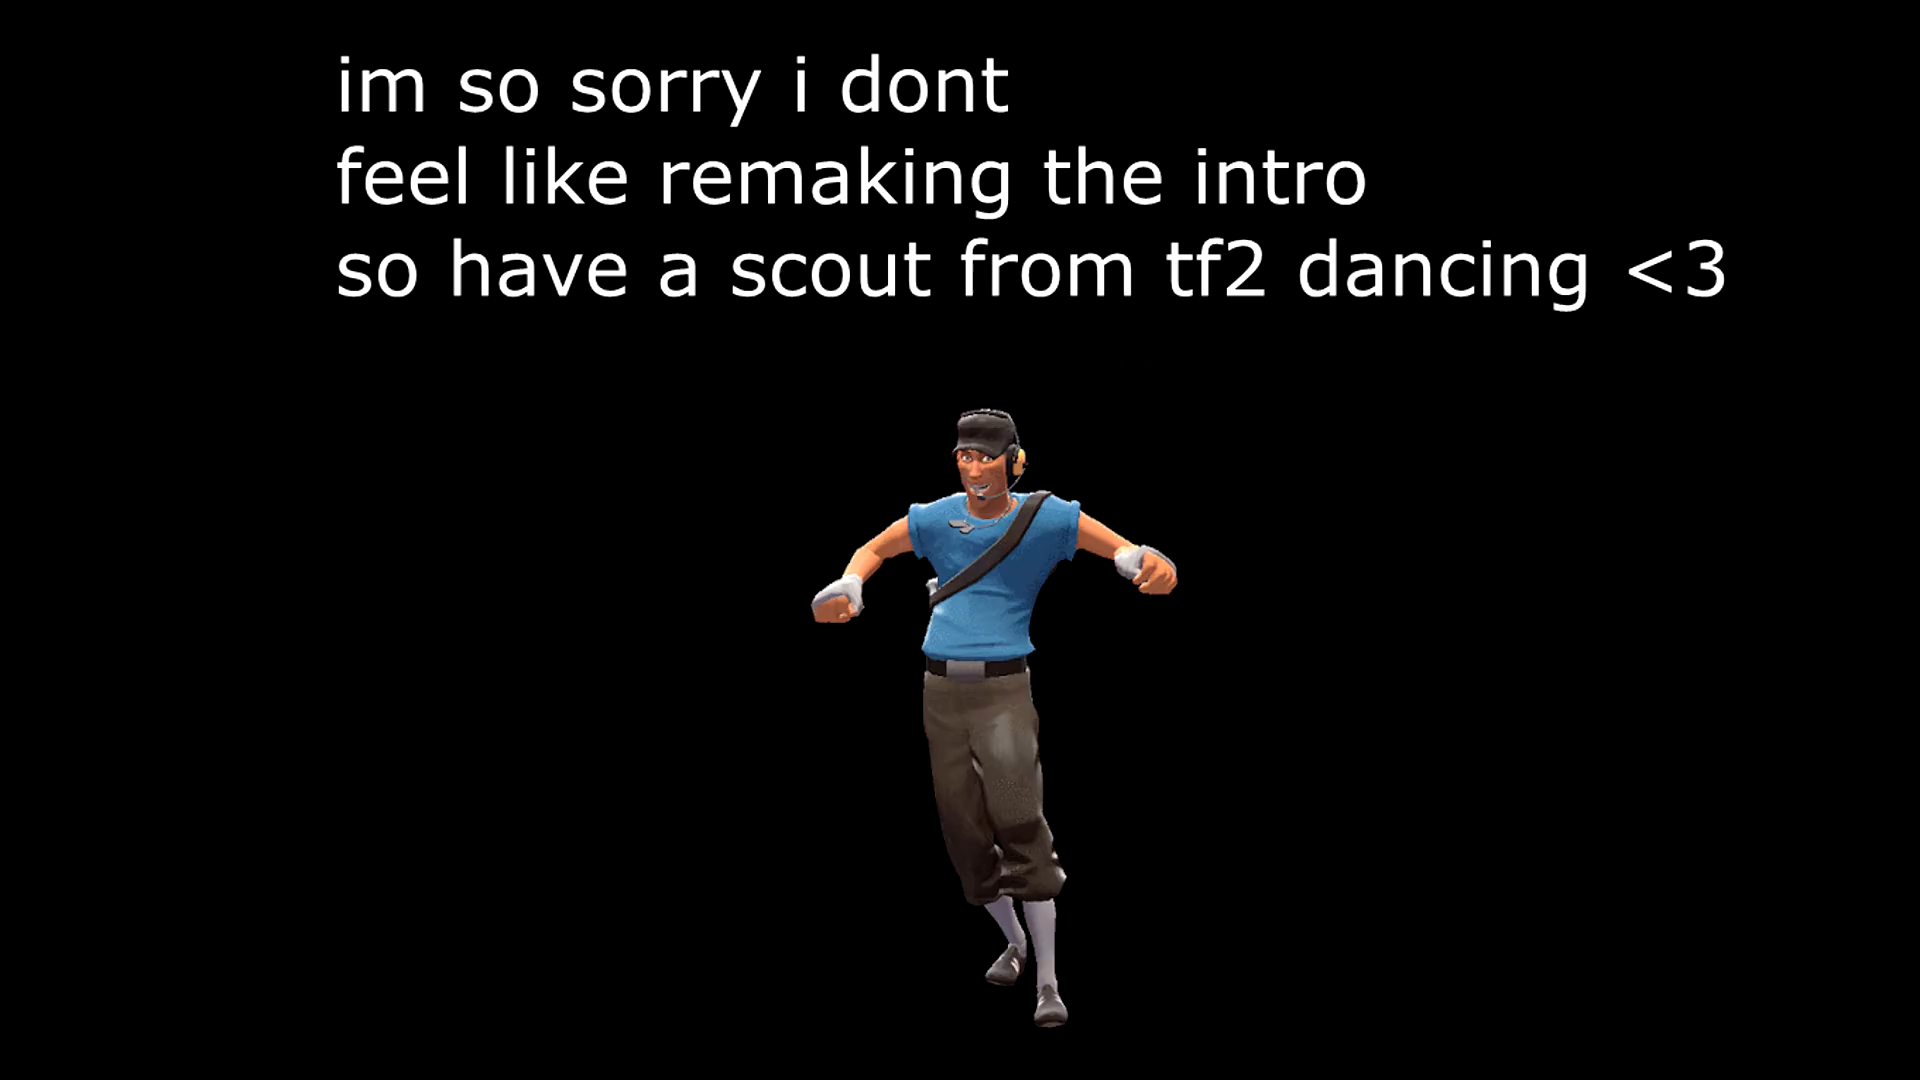 im so sorry i dont
feel like remaking the intro
so have a scout from tf2 dancing <3